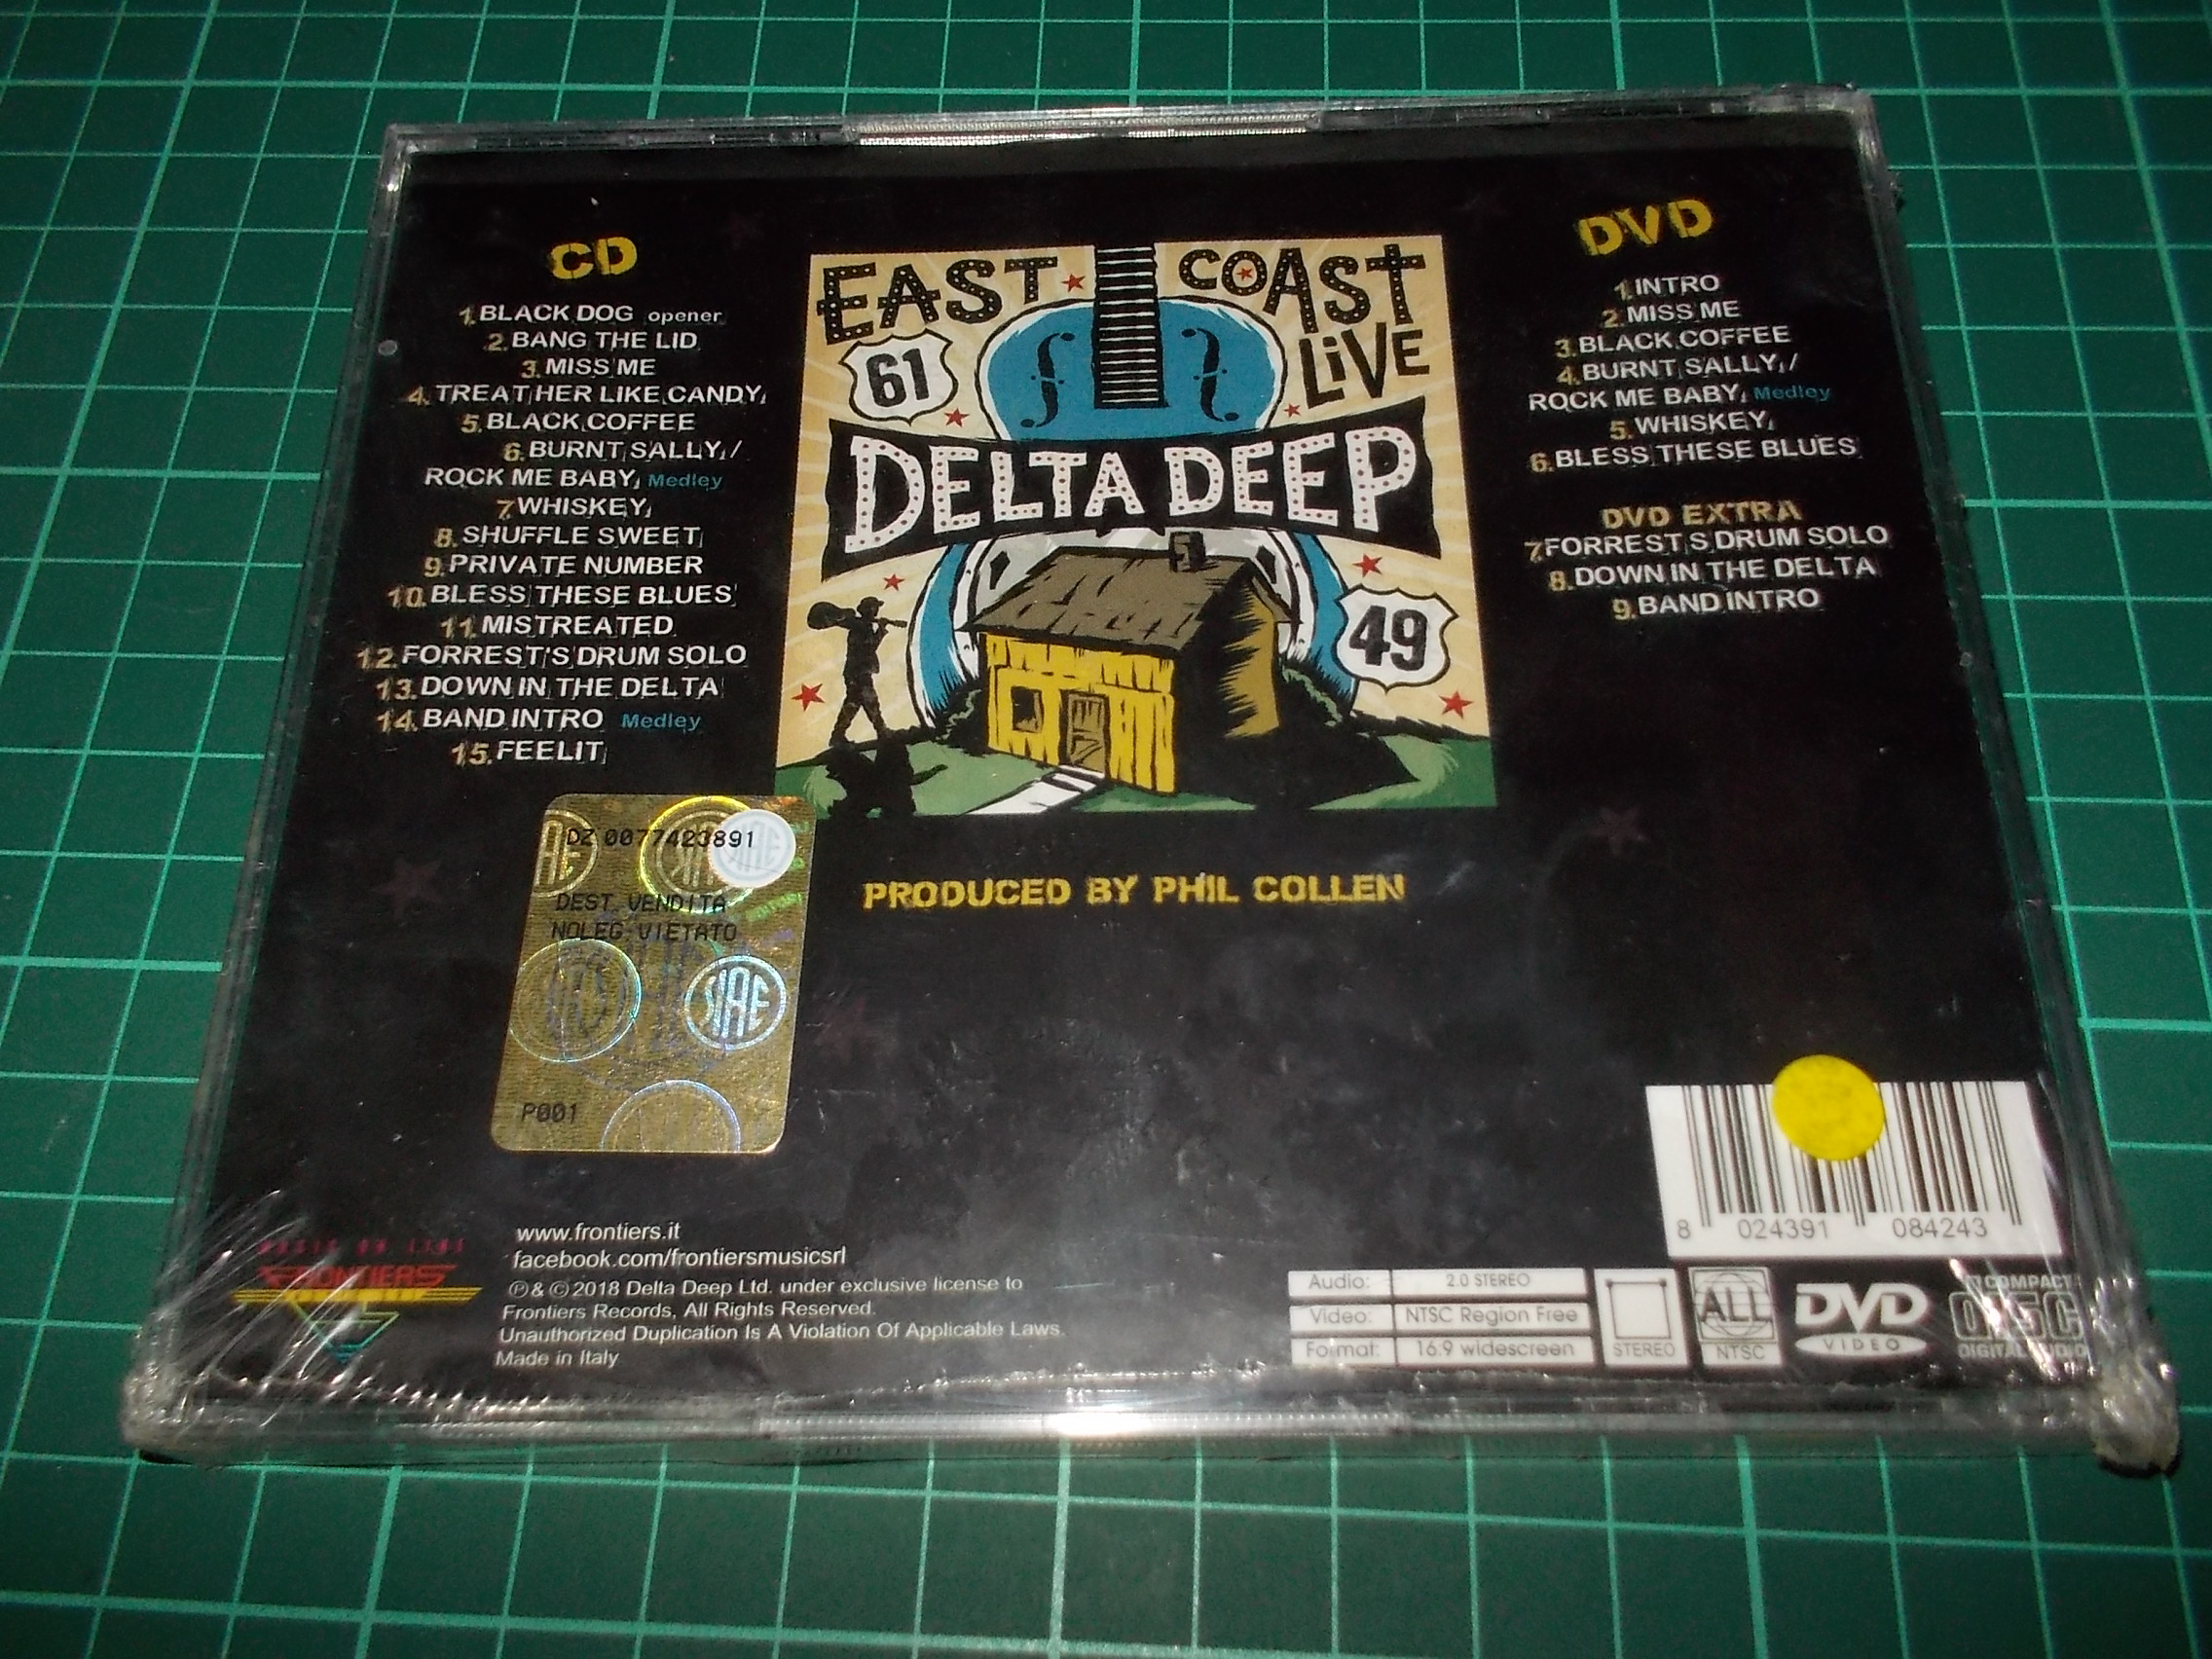 CD
1. BLACK DOG opener
2. BANG THE LID
3. MISS ME
4. TREAT HER LIKE CANDY
5. BLACK COFFEE
6. BURNT SALLY /
ROCK ME BABY Medley
7. WHISKEY
8. SHUFFLE SWEET
9. PRIVATE NUMBER
10. BLESS THESE BLUES
11. MISTREATED
12. FORREST'S DRUM SOLO
13. DOWN IN THE DELTA
14. BAND INTRO Medley
15. FEELIT
EAST COAST
LIVE
61
DELTA DEEP
49
PRODUCED BY PHIL COLLEN
DVD
1. INTRO
2. MISS ME
3. BLACK COFFEE
4. BURNT SALLY /
ROCK ME BABY Medley
5. WHISKEY
6. BLESS THESE BLUES
DVD EXTRA
7. FORREST'S DRUM SOLO
8. DOWN IN THE DELTA
9. BAND INTRO
DZ 0077423891
DEST.VENDITA
NOLEG.VIETATO
SIAE
P001
FRONTIERS
www.frontiers.it
facebook.com/frontiersmusicsrl
℗ & © 2018 Delta Deep Ltd. under exclusive license to
Frontiers Records, All Rights Reserved.
Unauthorized Duplication Is A Violation Of Applicable Laws.
Made in Italy
8 024391 084243
Audio: 2.0 STEREO
Video: NTSC Region Free
Format: 16:9 widescreen
STEREO
ALL
NTSC
DVD
VIDEO
COMPACT
DISC
DIGITAL AUDIO